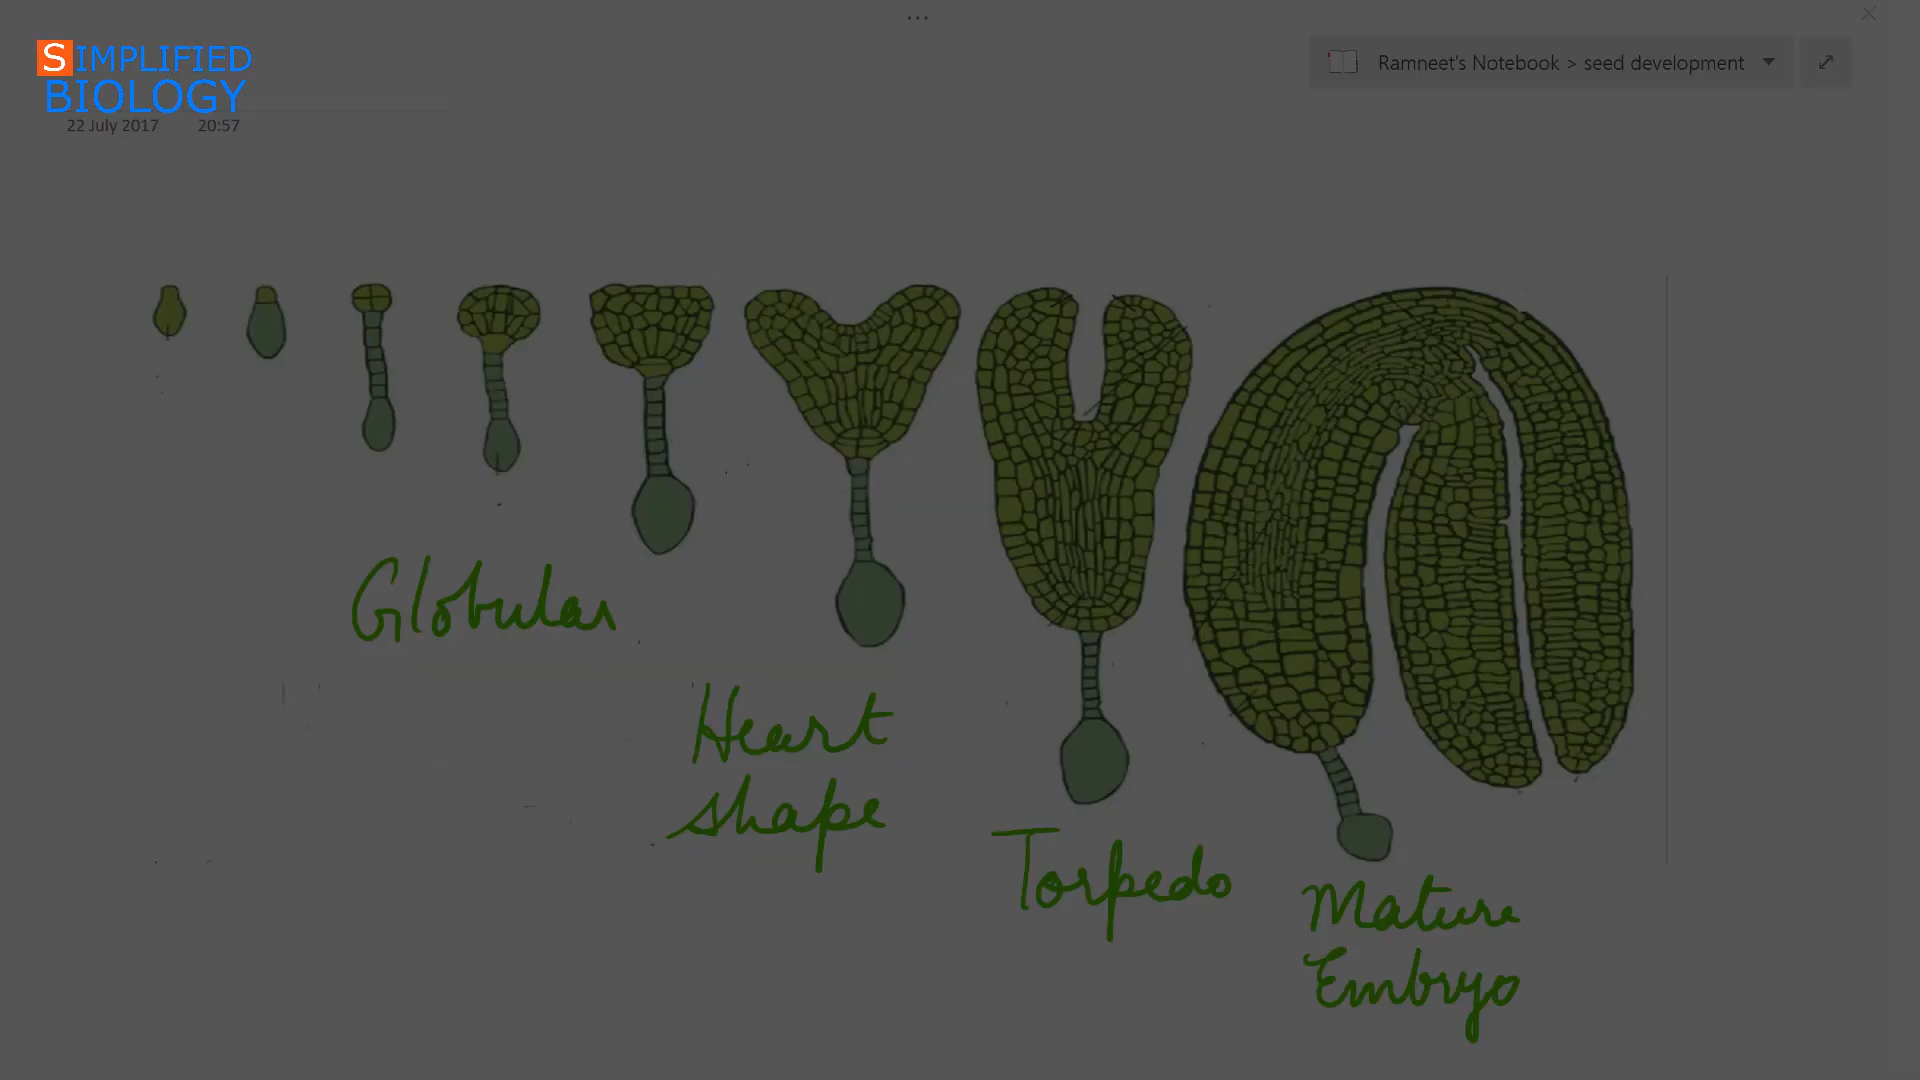 SIMPLIFIED
BIOLOGY
22 July 2017 20:57
...
Ramneet's Notebook > seed development
Globular
Heart
shape
Torpedo
Mature
Embryo